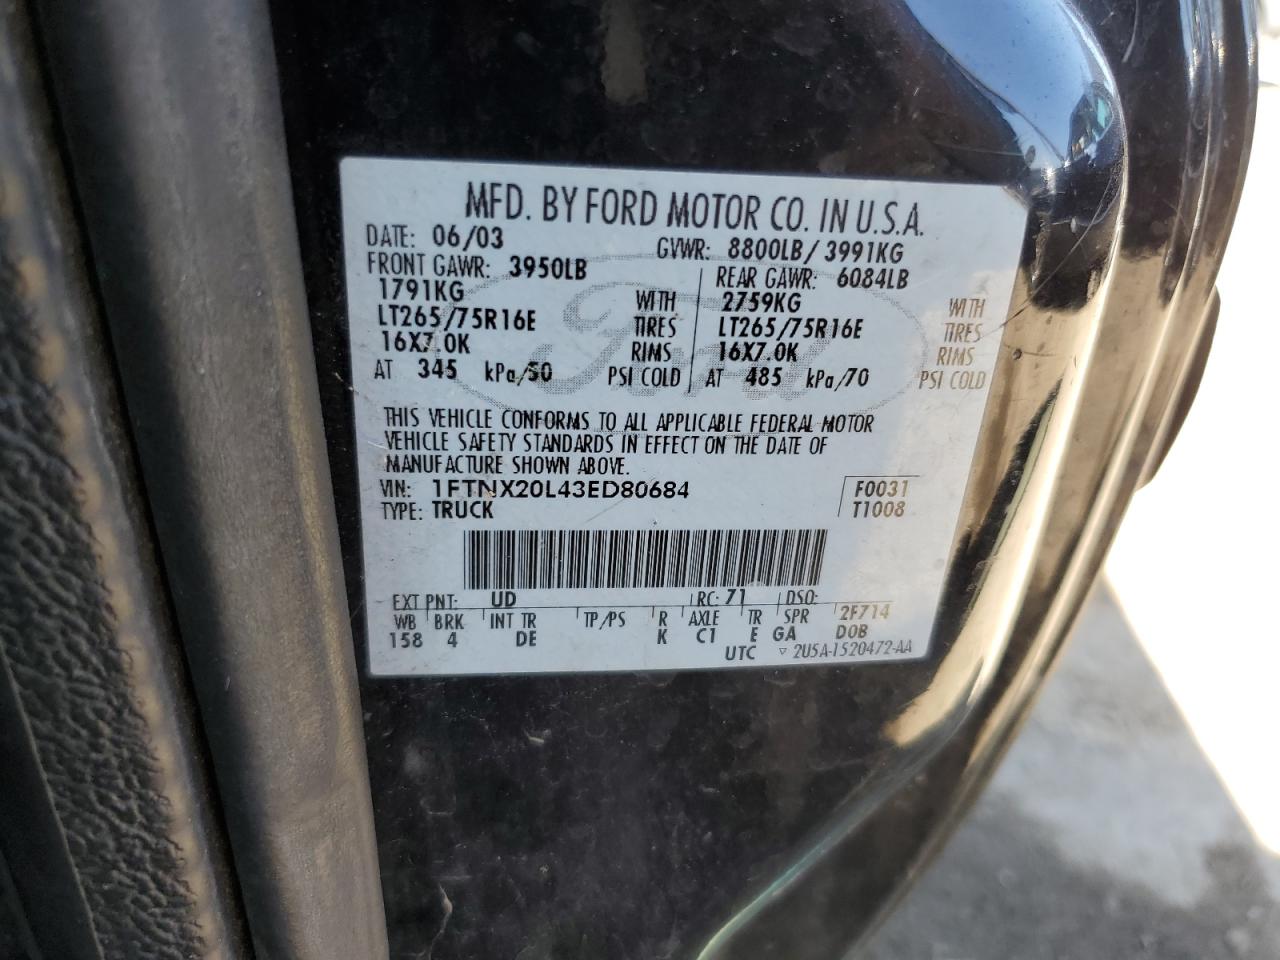 MFD. BY FORD MOTOR CO. IN U.S.A.
DATE: 06/03 GVWR: 8800LB/ 3991KG
FRONT GAWR: 3950LB REAR GAWR: 6084LB
1791KG WITH 2759KG WITH
LT265/75R16E TIRES LT265/75R16E TIRES
16X7.0K RIMS 16X7.0K RIMS
AT 345 kPa/50 PSI COLD AT 485 kPa/70 PSI COLD
Ford
THIS VEHICLE CONFORMS TO ALL APPLICABLE FEDERAL MOTOR
VEHICLE SAFETY STANDARDS IN EFFECT ON THE DATE OF
MANUFACTURE SHOWN ABOVE.
VIN: 1FTNX20L43ED80684 F0031
TYPE: TRUCK T1008
EXT PNT: UD RC: 71 DSO:
WB BRK INT TR TP/PS R AXLE TR SPR 2F714
158 4 DE K C1 E GA DOB
UTC ▿ 2U5A-1520472-AA